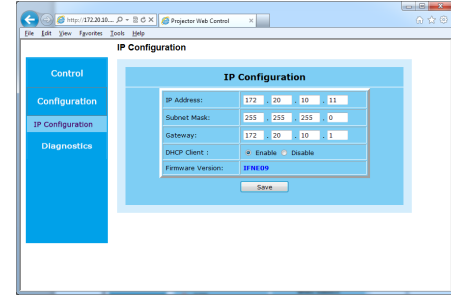 http://172.20.10....
Projector Web Control
File Edit View Favorites Tools Help
IP Configuration
Control
Configuration
IP Configuration
Diagnostics
IP Configuration
IP Address: 172 . 20 . 10 . 11
Subnet Mask: 255 . 255 . 255 . 0
Gateway: 172 . 20 . 10 . 1
DHCP Client : Enable Disable
Firmware Version: IFNE09
Save